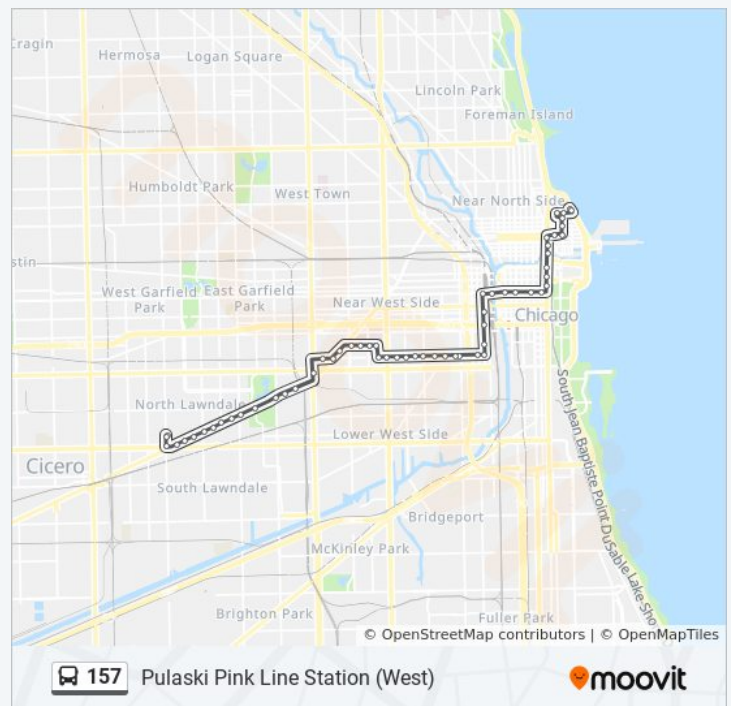 Cragin
Hermosa
Logan Square
Lincoln Park
Foreman Island
Humboldt Park
West Town
Near North Side
stin
West Garfield
Park
East Garfield
Park
Near West Side
Chicago
North Lawndale
Lower West Side
Cicero
South Lawndale
Bridgeport
McKinley Park
Brighton Park
Fuller Park
South Jean Baptiste Point DuSable Lake Sho
© OpenStreetMap contributors | © OpenMapTiles
157 Pulaski Pink Line Station (West)
moovit